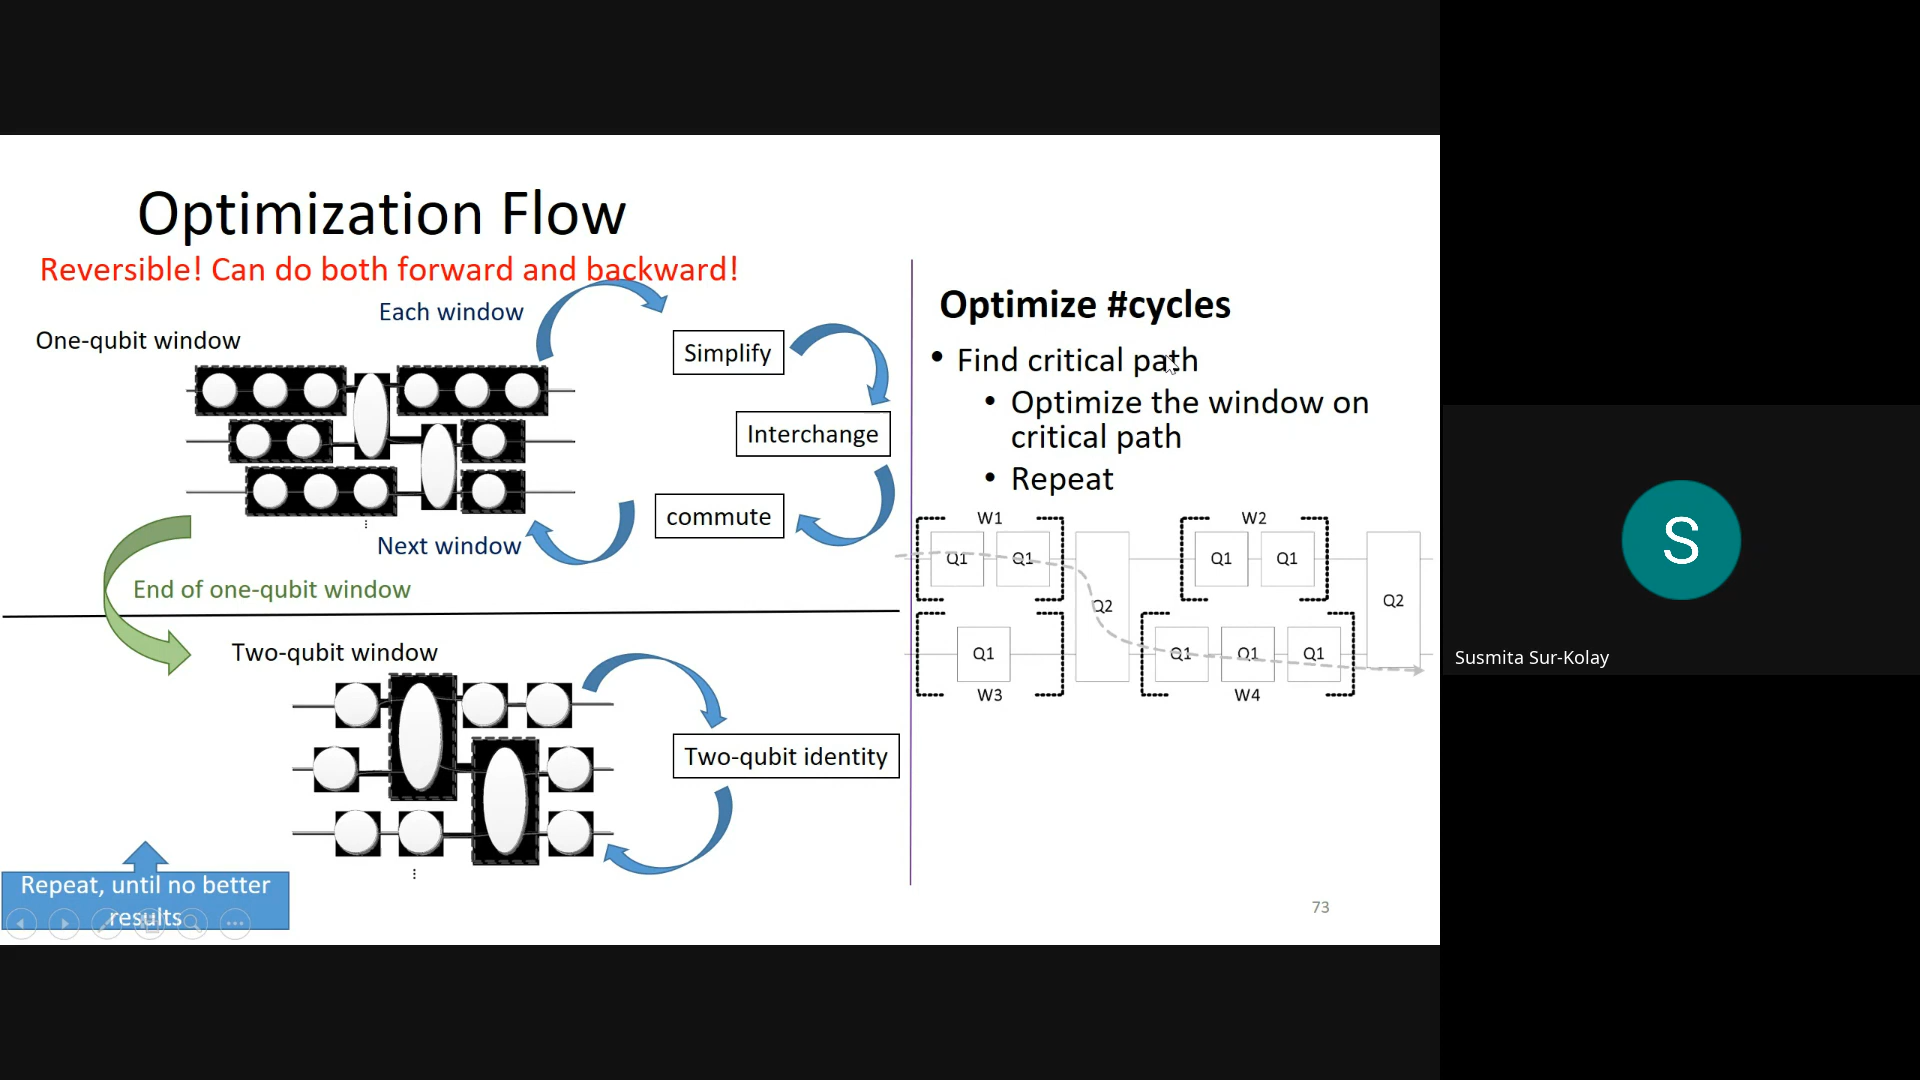 Optimization Flow
Reversible! Can do both forward and backward!
Each window
One-qubit window
Simplify
Interchange
commute
Next window
End of one-qubit window
Two-qubit window
Two-qubit identity
Repeat, until no better
results
Optimize #cycles
• Find critical path
• Optimize the window on
critical path
• Repeat
W1
W2
Q1 Q1 Q1 Q1
Q2 Q2
Q1 Q1 Q1 Q1
W3
W4
73
S
Susmita Sur-Kolay